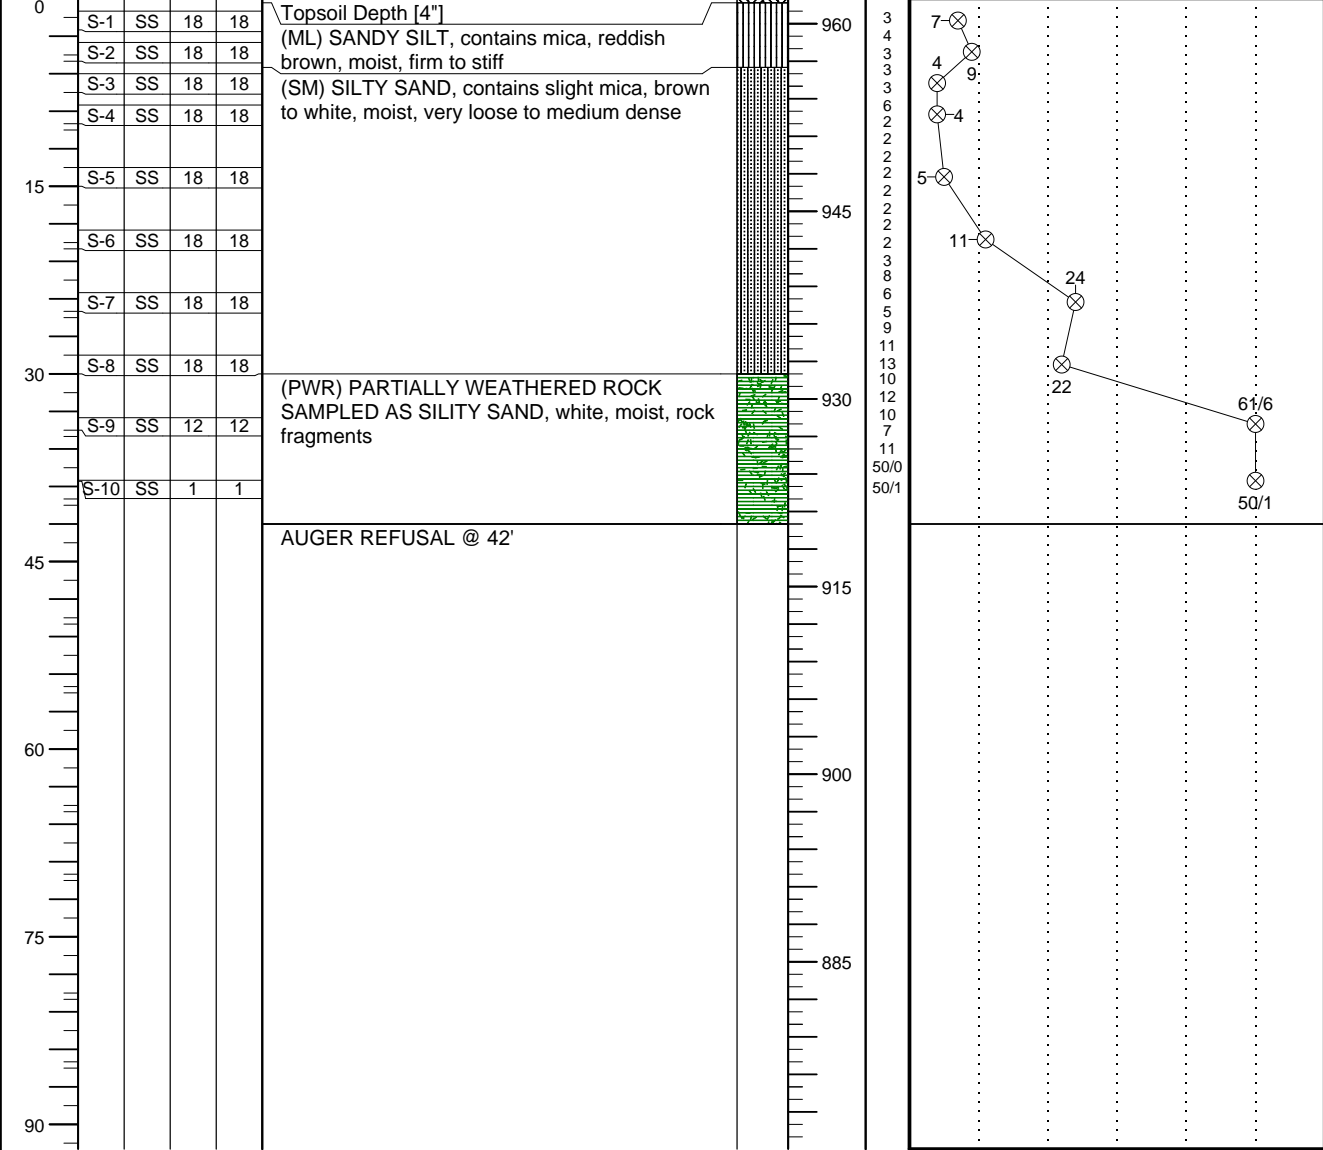 0
S-1 SS 18 18
S-2 SS 18 18
S-3 SS 18 18
S-4 SS 18 18
15
S-5 SS 18 18
S-6 SS 18 18
S-7 SS 18 18
30
S-8 SS 18 18
S-9 SS 12 12
S-10 SS 1 1
45
60
75
90
Topsoil Depth [4"]
(ML) SANDY SILT, contains mica, reddish
brown, moist, firm to stiff
(SM) SILTY SAND, contains slight mica, brown
to white, moist, very loose to medium dense
(PWR) PARTIALLY WEATHERED ROCK
SAMPLED AS SILITY SAND, white, moist, rock
fragments
AUGER REFUSAL @ 42'
960
945
930
915
900
885
3
4
3
3
3
6
2
2
2
2
2
2
2
2
3
8
6
5
9
11
13
10
12
10
7
11
50/0
50/1
7
9
4
4
5
11
24
22
61/6
50/1